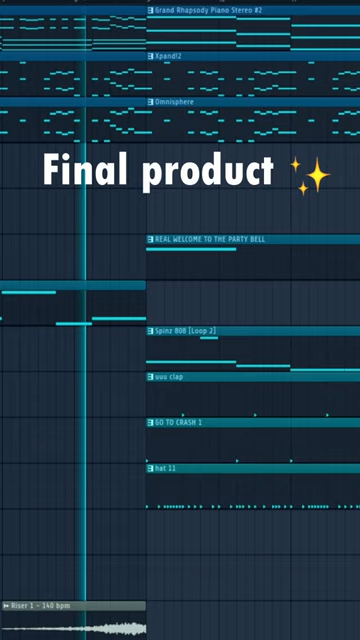 Grand Rhapsody Piano Stereo #2
Xpand!2
Omnisphere
Final product ✨
REAL WELCOME TO THE PARTY BELL
Spinz 808 [Loop 2]
uuu clap
GO TO CRASH 1
hat 11
Riser 1 - 140 bpm